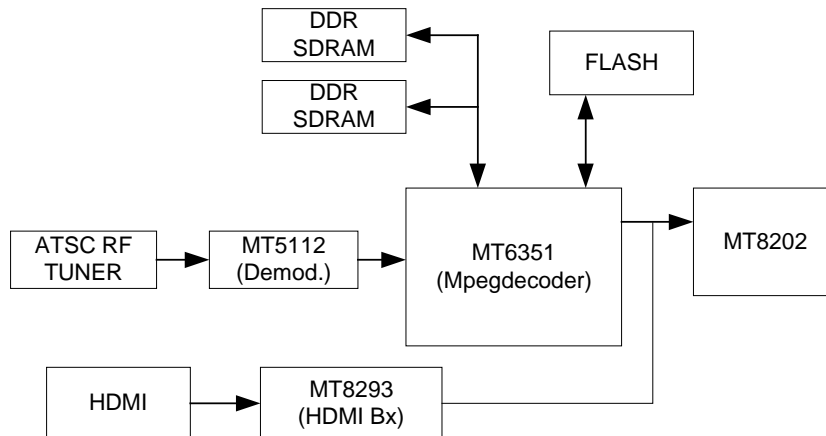 DDR
SDRAM
FLASH
DDR
SDRAM
ATSC RF
TUNER
MT5112
(Demod.)
MT6351
(Mpegdecoder)
MT8202
HDMI
MT8293
(HDMI Bx)